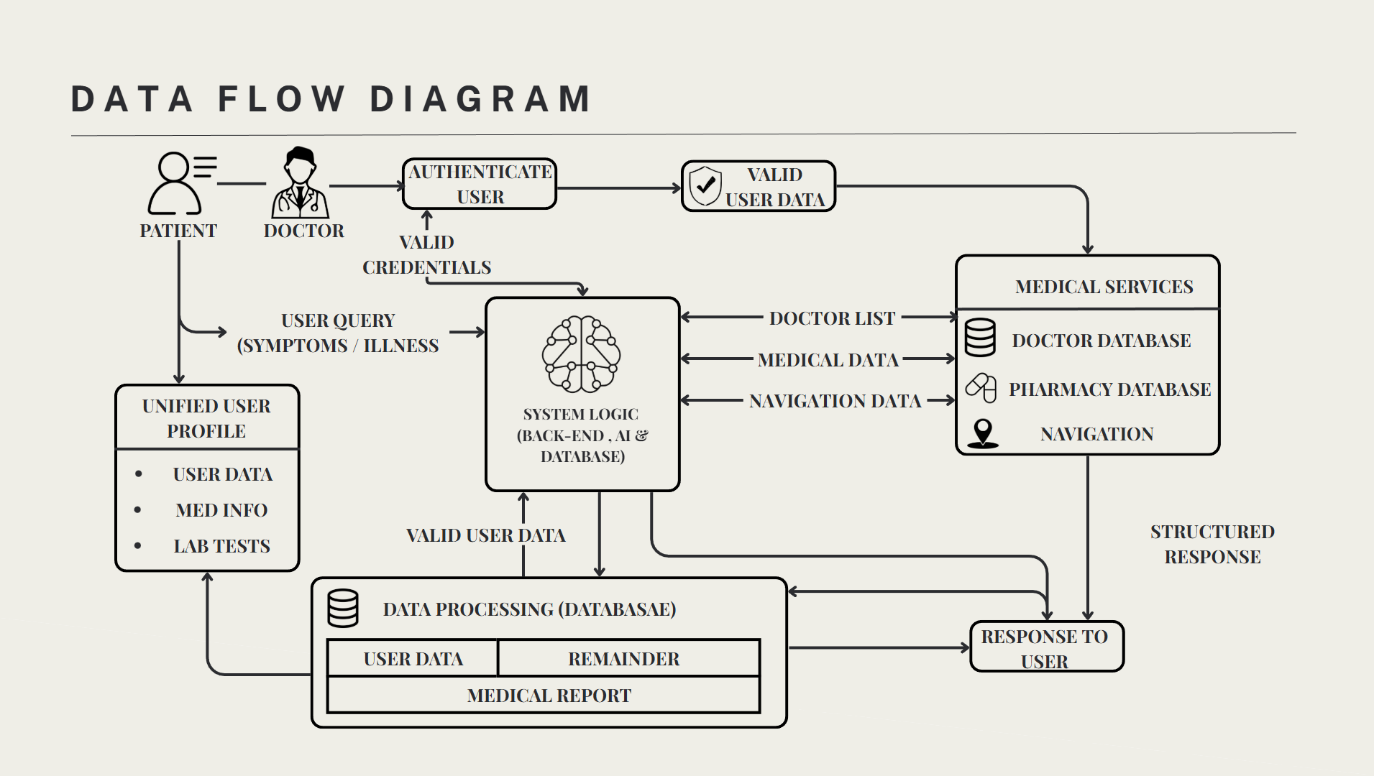 DATA FLOW DIAGRAM
PATIENT
DOCTOR
AUTHENTICATE
USER
VALID
USER DATA
VALID
CREDENTIALS
USER QUERY
(SYMPTOMS / ILLNESS
SYSTEM LOGIC
(BACK-END , AI &
DATABASE)
DOCTOR LIST
MEDICAL DATA
NAVIGATION DATA
MEDICAL SERVICES
DOCTOR DATABASE
PHARMACY DATABASE
NAVIGATION
UNIFIED USER
PROFILE
• USER DATA
• MED INFO
• LAB TESTS
VALID USER DATA
STRUCTURED
RESPONSE
DATA PROCESSING (DATABASAE)
USER DATA
REMAINDER
MEDICAL REPORT
RESPONSE TO
USER